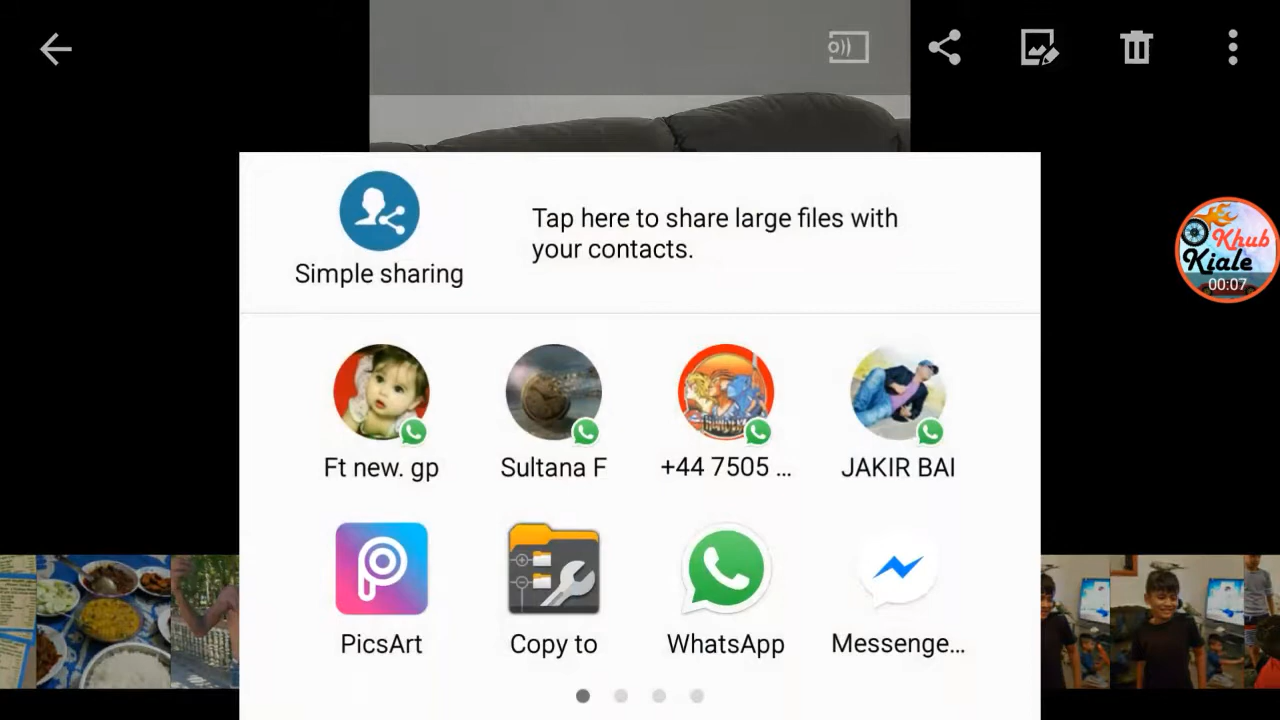 Tap here to share large files with
your contacts.
Simple sharing
Khub
Kiale
00:07
Ft new. gp
Sultana F
+44 7505 ...
JAKIR BAI
PicsArt
Copy to
WhatsApp
Messenge...